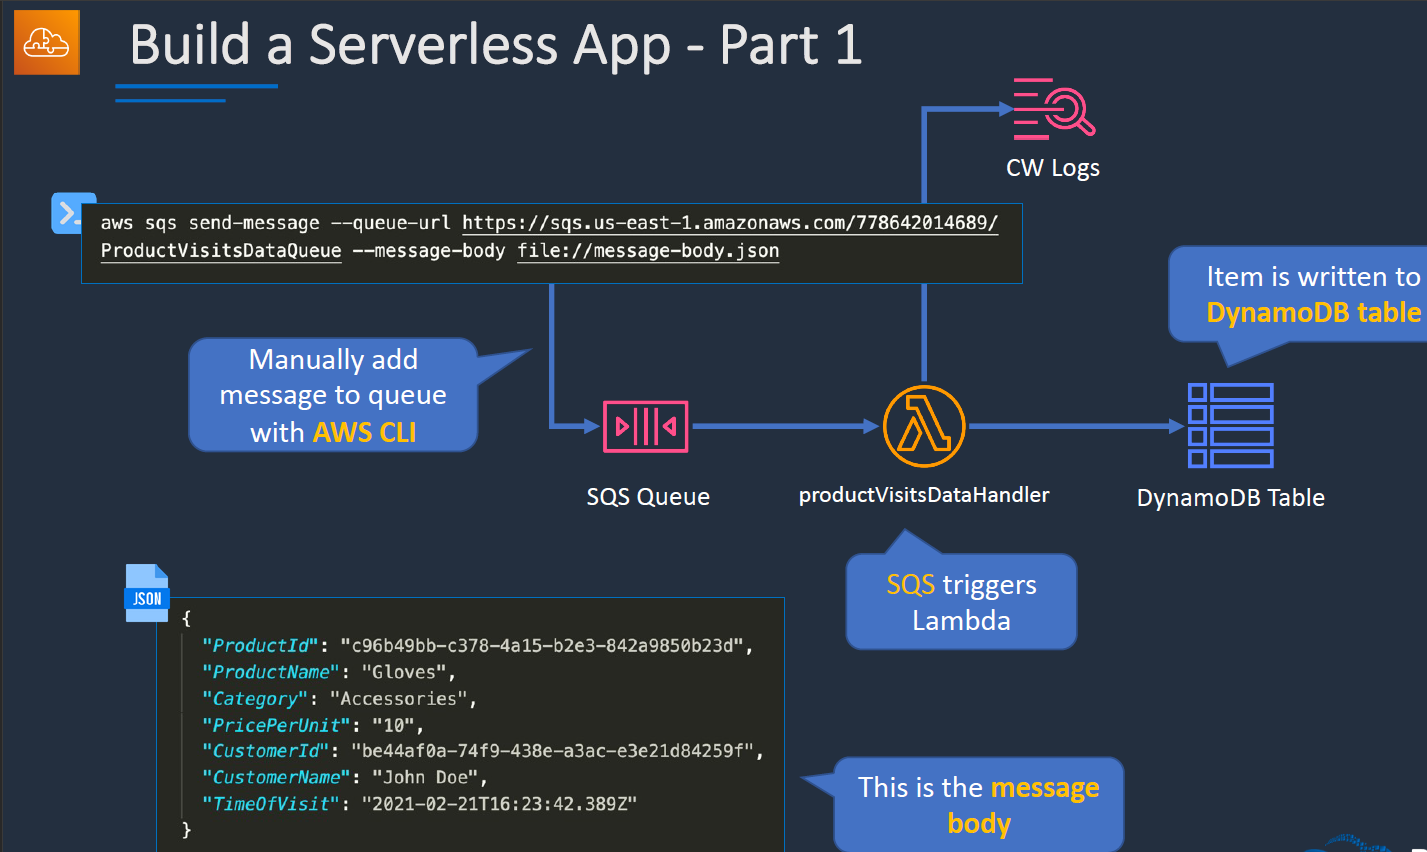 Build a Serverless App - Part 1
CW Logs
aws sqs send-message --queue-url https://sqs.us-east-1.amazonaws.com/778642014689/
ProductVisitsDataQueue --message-body file://message-body.json
Item is written to
DynamoDB table
Manually add
message to queue
with AWS CLI
SQS Queue
productVisitsDataHandler
DynamoDB Table
SQS triggers
Lambda
JSON
{
"ProductId": "c96b49bb-c378-4a15-b2e3-842a9850b23d",
"ProductName": "Gloves",
"Category": "Accessories",
"PricePerUnit": "10",
"CustomerId": "be44af0a-74f9-438e-a3ac-e3e21d84259f",
"CustomerName": "John Doe",
"TimeOfVisit": "2021-02-21T16:23:42.389Z"
}
This is the message
body